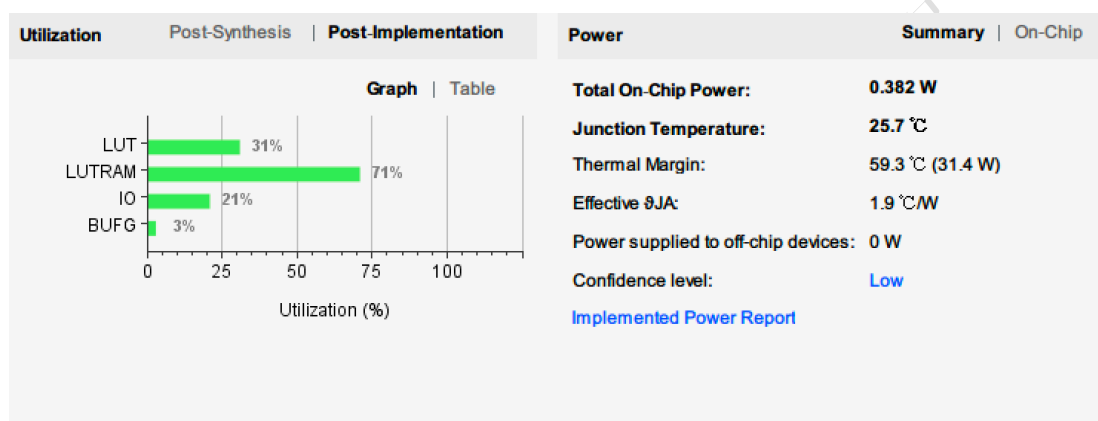 Utilization Post-Synthesis | Post-Implementation
Graph | Table
LUT 31%
LUTRAM 71%
IO 21%
BUFG 3%
0 25 50 75 100
Utilization (%)
Power Summary | On-Chip
Total On-Chip Power: 0.382 W
Junction Temperature: 25.7 ℃
Thermal Margin: 59.3 ℃ (31.4 W)
Effective ϑJA: 1.9 ℃/W
Power supplied to off-chip devices: 0 W
Confidence level: Low
Implemented Power Report